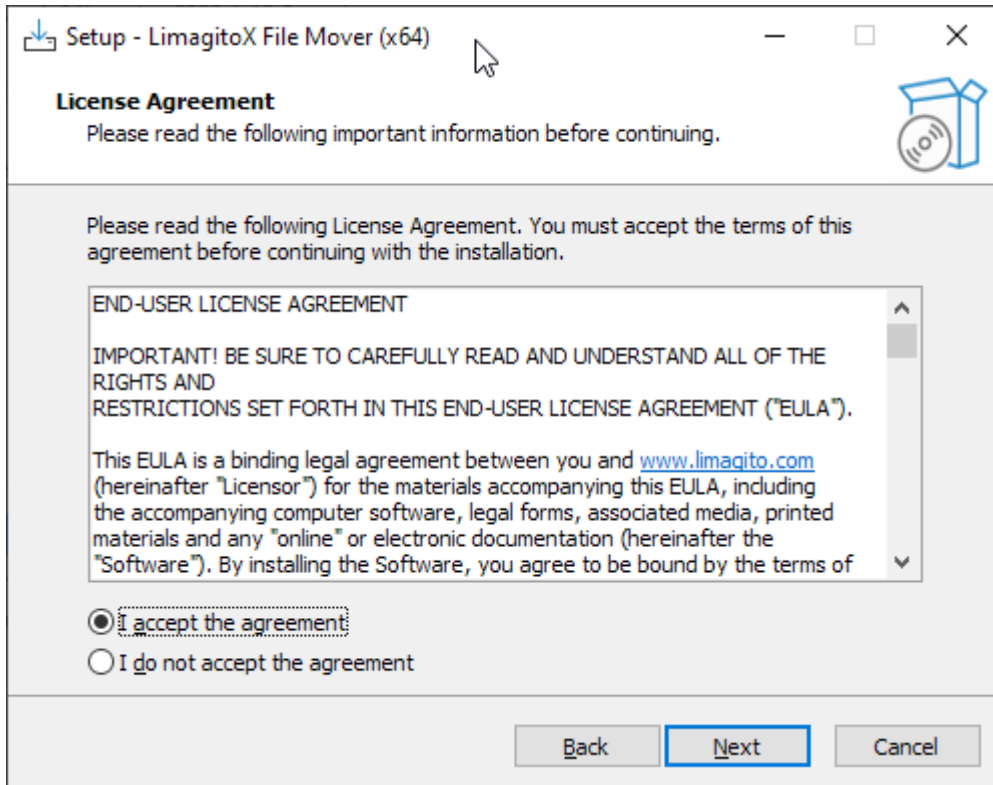 Setup - LimagitoX File Mover (x64)
License Agreement
Please read the following important information before continuing.
Please read the following License Agreement. You must accept the terms of this
agreement before continuing with the installation.
END-USER LICENSE AGREEMENT
IMPORTANT! BE SURE TO CAREFULLY READ AND UNDERSTAND ALL OF THE
RIGHTS AND
RESTRICTIONS SET FORTH IN THIS END-USER LICENSE AGREEMENT ("EULA").
This EULA is a binding legal agreement between you and www.limagito.com
(hereinafter "Licensor") for the materials accompanying this EULA, including
the accompanying computer software, legal forms, associated media, printed
materials and any "online" or electronic documentation (hereinafter the
"Software"). By installing the Software, you agree to be bound by the terms of
I accept the agreement
I do not accept the agreement
Back Next Cancel